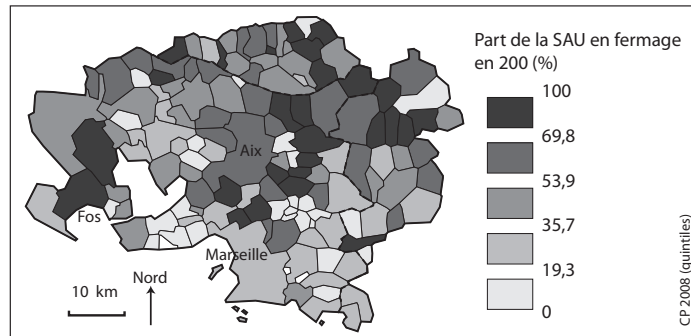 Part de la SAU en fermage
en 200 (%)
100
69,8
53,9
35,7
19,3
0
Aix
Fos
Marseille
Nord
10 km
CP 2008 (quintiles)